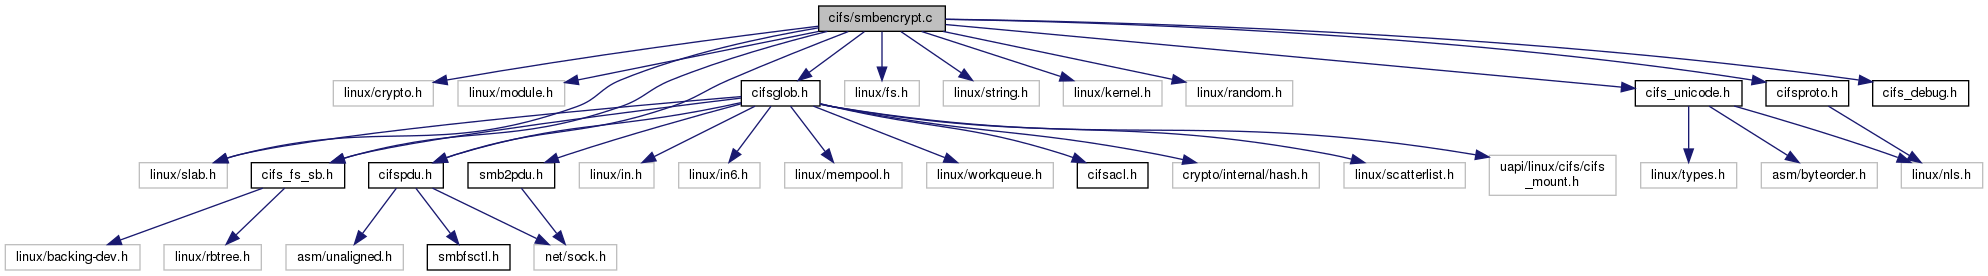 cifs/smbencrypt.c
linux/crypto.h
linux/module.h
cifsglob.h
linux/fs.h
linux/string.h
linux/kernel.h
linux/random.h
cifs_unicode.h
cifsproto.h
cifs_debug.h
linux/slab.h
cifs_fs_sb.h
cifspdu.h
smb2pdu.h
linux/in.h
linux/in6.h
linux/mempool.h
linux/workqueue.h
cifsacl.h
crypto/internal/hash.h
linux/scatterlist.h
uapi/linux/cifs/cifs
_mount.h
linux/types.h
asm/byteorder.h
linux/nls.h
linux/backing-dev.h
linux/rbtree.h
asm/unaligned.h
smbfsctl.h
net/sock.h